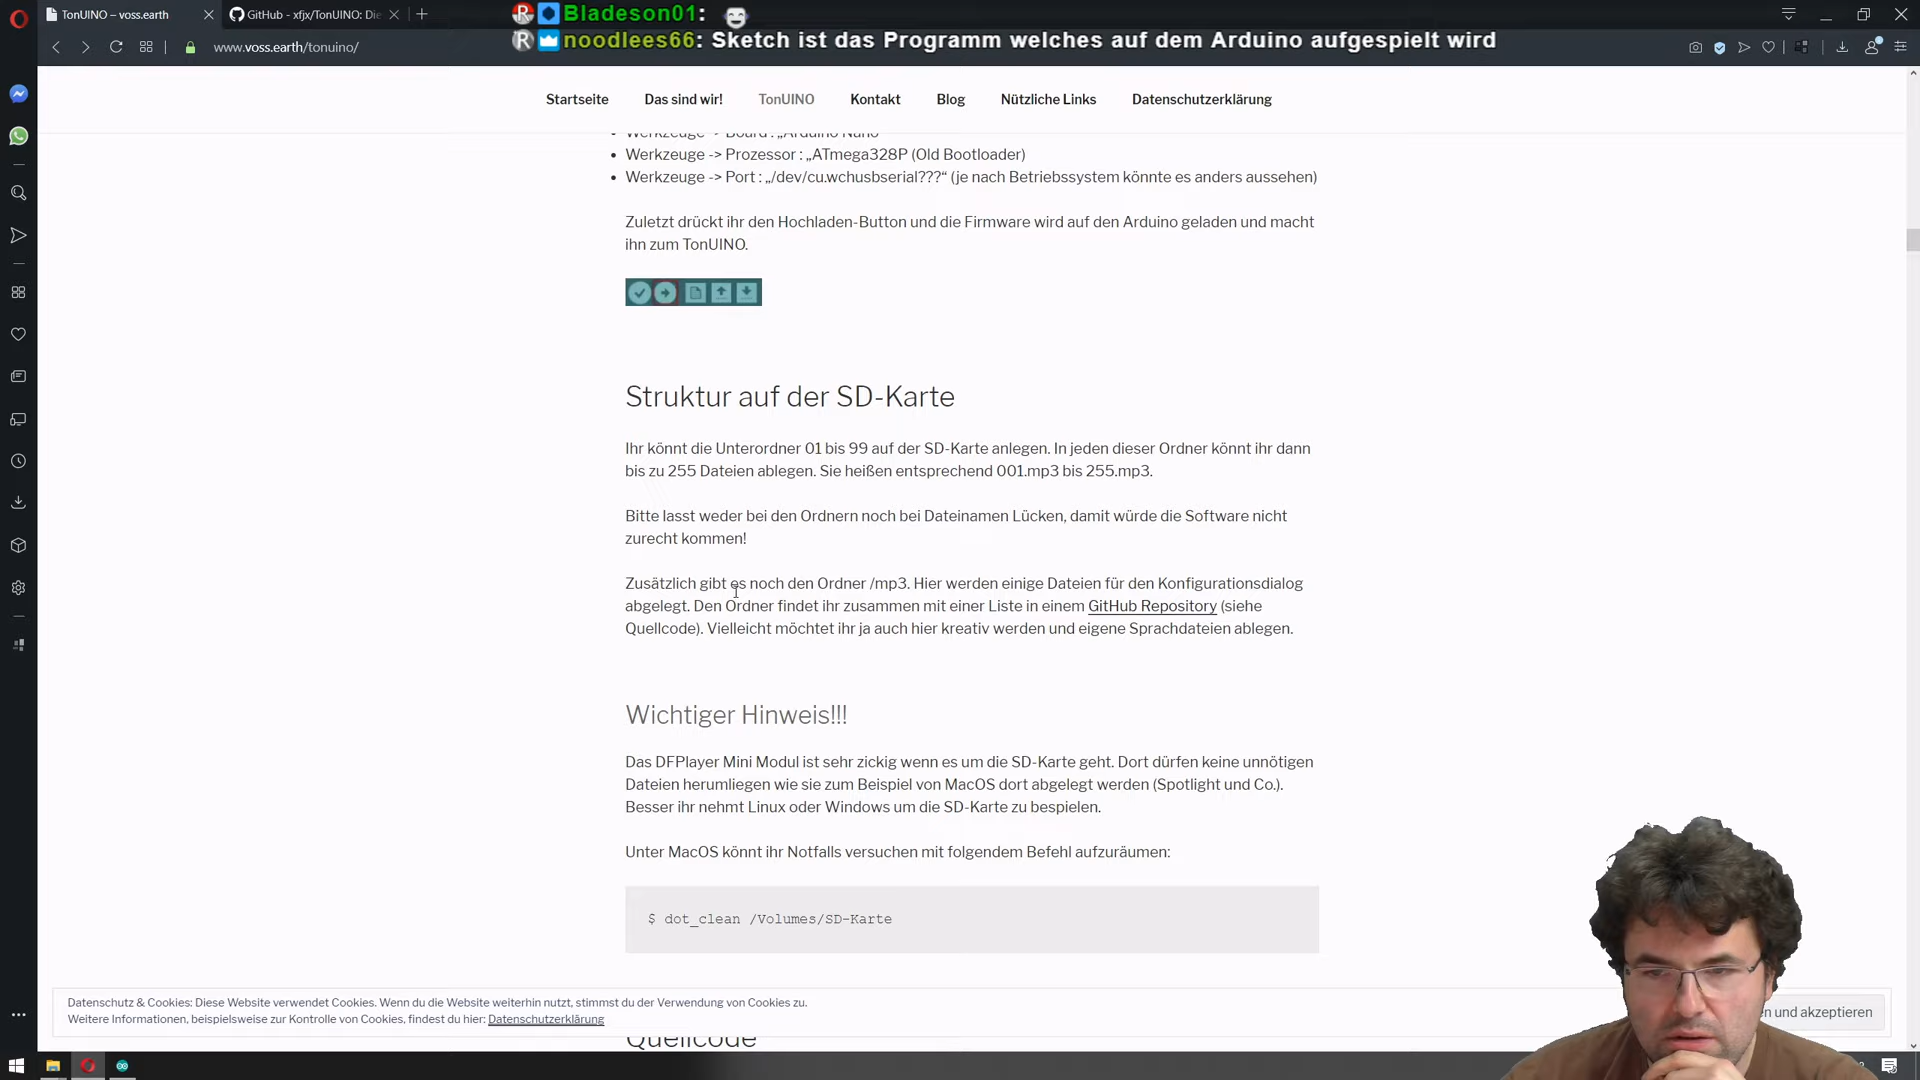 TonUINO – voss.earth
GitHub - xfjx/TonUINO: Die
Bladeson01:
noodlees66: Sketch ist das Programm welches auf dem Arduino aufgespielt wird
www.voss.earth/tonuino/
Startseite Das sind wir! TonUINO Kontakt Blog Nützliche Links Datenschutzerklärung
Werkzeuge -> Board : „Arduino Nano“
Werkzeuge -> Prozessor : „ATmega328P (Old Bootloader)
Werkzeuge -> Port : „/dev/cu.wchusbserial???“ (je nach Betriebssystem könnte es anders aussehen)
Zuletzt drückt ihr den Hochladen-Button und die Firmware wird auf den Arduino geladen und macht
ihn zum TonUINO.
Struktur auf der SD-Karte
Ihr könnt die Unterordner 01 bis 99 auf der SD-Karte anlegen. In jeden dieser Ordner könnt ihr dann
bis zu 255 Dateien ablegen. Sie heißen entsprechend 001.mp3 bis 255.mp3.
Bitte lasst weder bei den Ordnern noch bei Dateinamen Lücken, damit würde die Software nicht
zurecht kommen!
Zusätzlich gibt es noch den Ordner /mp3. Hier werden einige Dateien für den Konfigurationsdialog
abgelegt. Den Ordner findet ihr zusammen mit einer Liste in einem GitHub Repository (siehe
Quellcode). Vielleicht möchtet ihr ja auch hier kreativ werden und eigene Sprachdateien ablegen.
Wichtiger Hinweis!!!
Das DFPlayer Mini Modul ist sehr zickig wenn es um die SD-Karte geht. Dort dürfen keine unnötigen
Dateien herumliegen wie sie zum Beispiel von MacOS dort abgelegt werden (Spotlight und Co.).
Besser ihr nehmt Linux oder Windows um die SD-Karte zu bespielen.
Unter MacOS könnt ihr Notfalls versuchen mit folgendem Befehl aufzuräumen:
$ dot_clean /Volumes/SD-Karte
Datenschutz & Cookies: Diese Website verwendet Cookies. Wenn du die Website weiterhin nutzt, stimmst du der Verwendung von Cookies zu.
Weitere Informationen, beispielsweise zur Kontrolle von Cookies, findest du hier: Datenschutzerklärung
en und akzeptieren
Quellcode